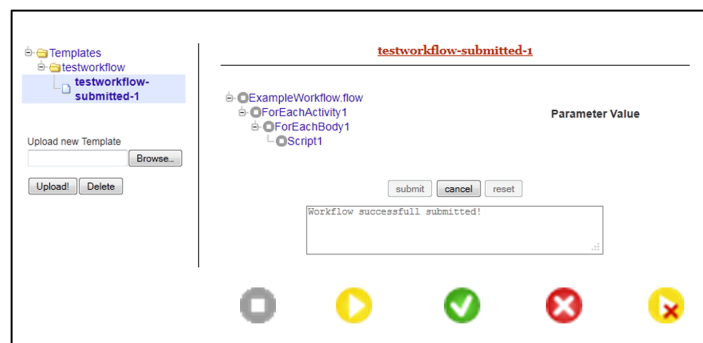 Templates
testworkflow
testworkflow-
submitted-1
Upload new Template
Browse..
Upload!
Delete
testworkflow-submitted-1
ExampleWorkflow.flow
ForEachActivity1
ForEachBody1
Script1
Parameter Value
submit
cancel
reset
Workflow successfull submitted!